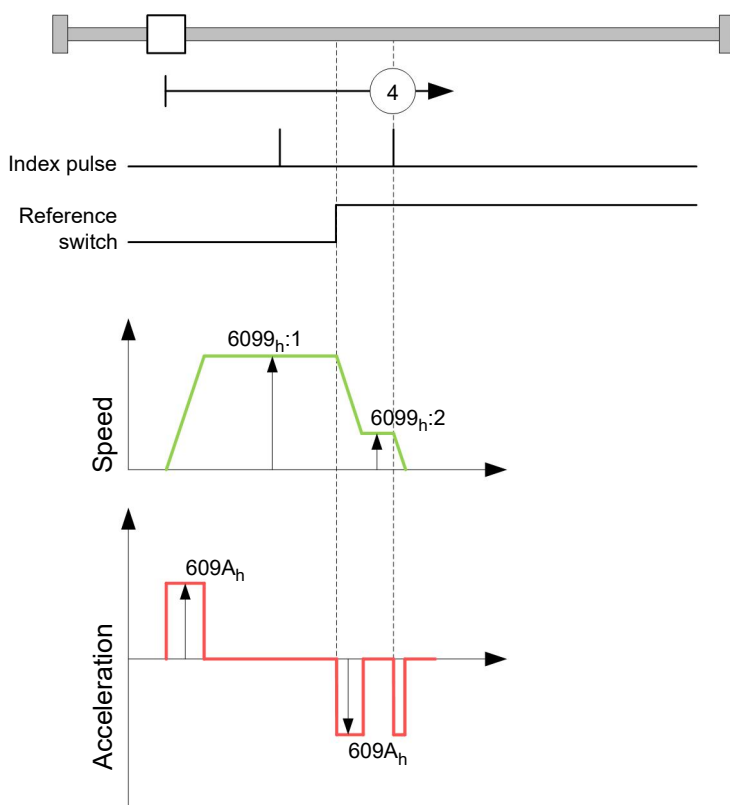 4
Index pulse
Reference
switch
6099h:1
6099h:2
Speed
609Ah
Acceleration
609Ah